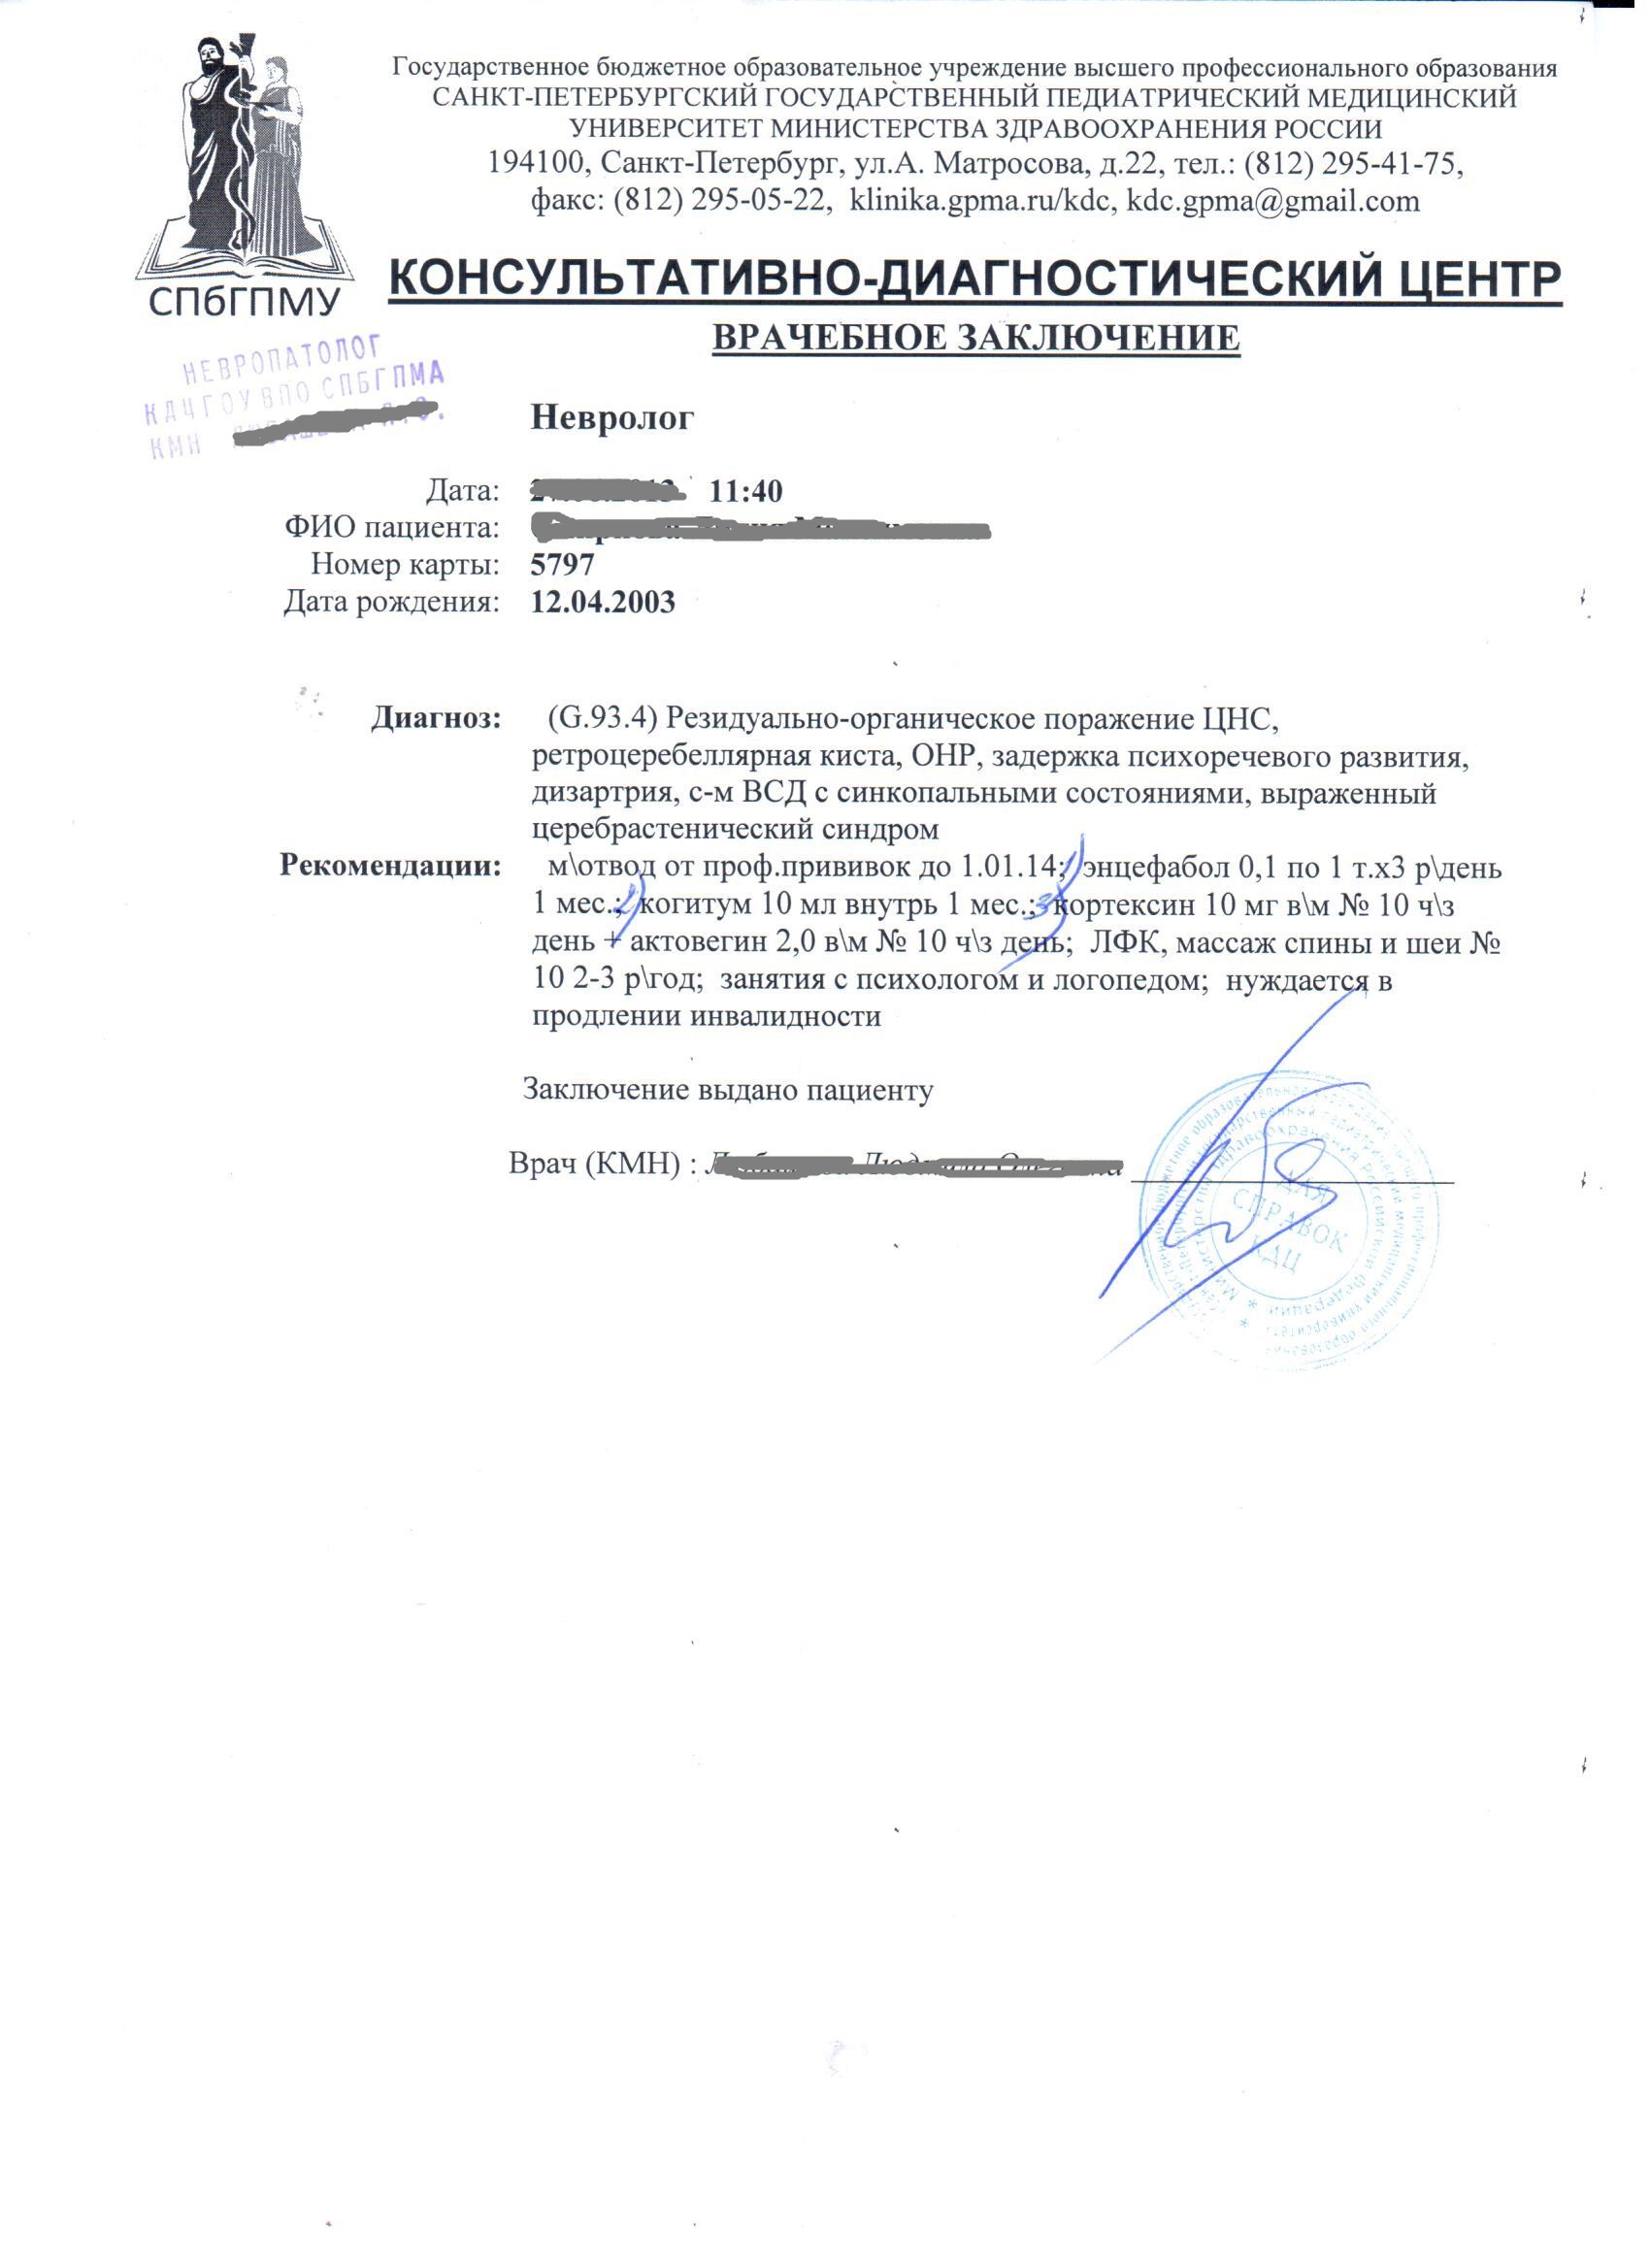 Государственное бюджетное образовательное учреждение высшего профессионального образования
САНКТ-ПЕТЕРБУРГСКИЙ ГОСУДАРСТВЕННЫЙ ПЕДИАТРИЧЕСКИЙ МЕДИЦИНСКИЙ
УНИВЕРСИТЕТ МИНИСТЕРСТВА ЗДРАВООХРАНЕНИЯ РОССИИ
194100, Санкт-Петербург, ул.А. Матросова, д.22, тел.: (812) 295-41-75,
факс: (812) 295-05-22, klinika.gpma.ru/kdc, kdc.gpma@gmail.com
СПбГПМУ
КОНСУЛЬТАТИВНО-ДИАГНОСТИЧЕСКИЙ ЦЕНТР
ВРАЧЕБНОЕ ЗАКЛЮЧЕНИЕ
НЕВРОПАТОЛОГ
КДЦ ГОУ ВПО СПБГПМА
КМН
Невролог
Дата: 11:40
ФИО пациента:
Номер карты: 5797
Дата рождения: 12.04.2003
Диагноз: (G.93.4) Резидуально-органическое поражение ЦНС,
ретроцеребеллярная киста, ОНР, задержка психоречевого развития,
дизартрия, с-м ВСД с синкопальными состояниями, выраженный
церебрастенический синдром
Рекомендации: м\отвод от проф.прививок до 1.01.14; 1) энцефабол 0,1 по 1 т.х3 р\день
1 мес.; 2) когитум 10 мл внутрь 1 мес.; 3) кортексин 10 мг в\м № 10 ч\з
день + актовегин 2,0 в\м № 10 ч\з день; ЛФК, массаж спины и шеи №
10 2-3 р\год; занятия с психологом и логопедом; нуждается в
продлении инвалидности
Заключение выдано пациенту
Врач (КМН) :
ДЛЯ
СПРАВОК
КДЦ